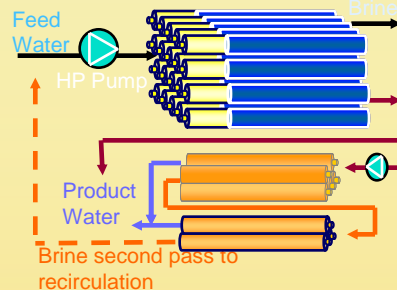 Feed
Water
HP Pump
Brine
Product
Water
Brine second pass to
recirculation